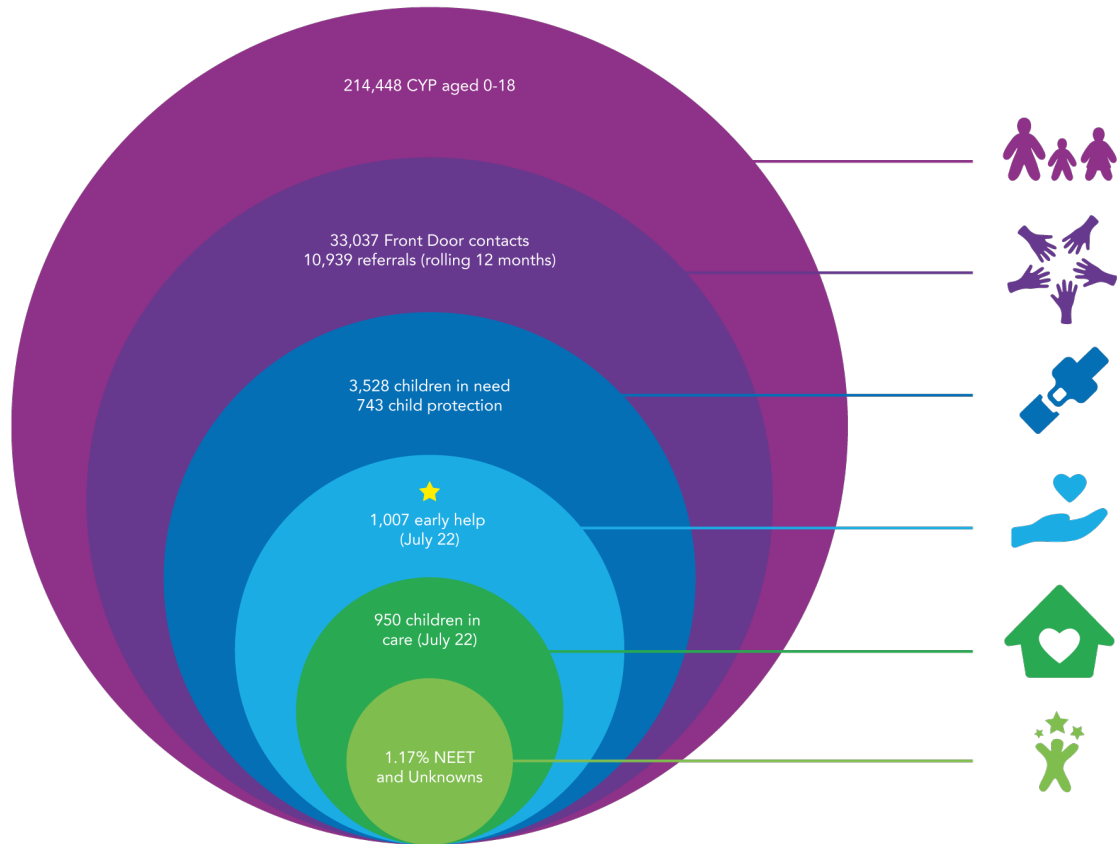 214,448 CYP aged 0-18
33,037 Front Door contacts
10,939 referrals (rolling 12 months)
3,528 children in need
743 child protection
1,007 early help
(July 22)
950 children in
care (July 22)
1.17% NEET
and Unknowns